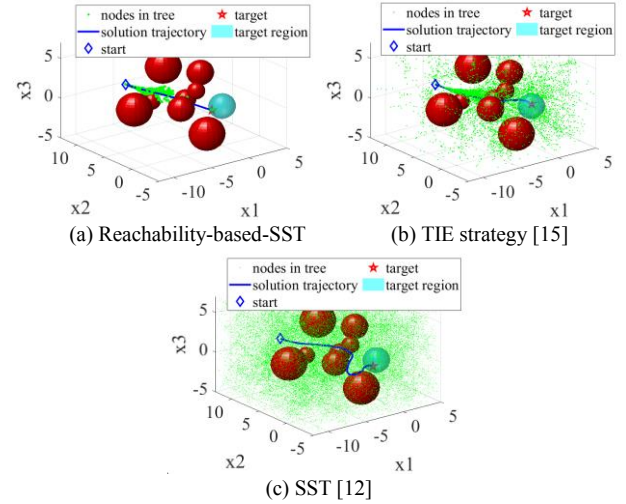 nodes in tree target
solution trajectory target region
start
5
0
-5
x3
10
5
0
-5
x2
-10
-5
0
5
x1
(a) Reachability-based-SST
nodes in tree target
solution trajectory target region
start
5
0
-5
x3
10
5
0
-5
x2
-10
-5
0
5
x1
(b) TIE strategy [15]
nodes in tree target
solution trajectory target region
start
5
0
-5
x3
10
5
0
-5
x2
-10
-5
0
5
x1
(c) SST [12]